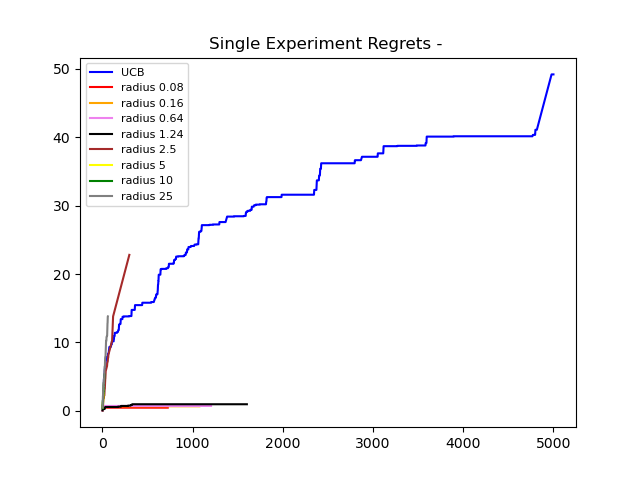 Single Experiment Regrets -
UCB
radius 0.08
radius 0.16
radius 0.64
radius 1.24
radius 2.5
radius 5
radius 10
radius 25
50
40
30
20
10
0
0 1000 2000 3000 4000 5000